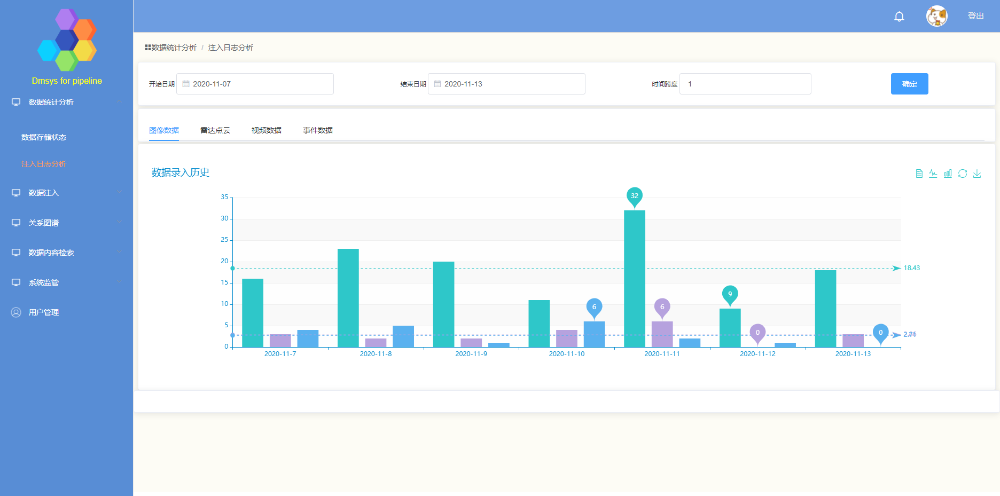 登出
Dmsys for pipeline
数据统计分析
数据存储状态
注入日志分析
数据注入
关系图谱
数据内容检索
系统监管
用户管理
数据统计分析 / 注入日志分析
开始日期 2020-11-07 结束日期 2020-11-13 时间跨度 1 确定
图像数据 雷达点云 视频数据 事件数据
数据录入历史
35
30
25
20
15
10
5
0
32
18.43
9
6
6
0
0
2020-11-7 2020-11-8 2020-11-9 2020-11-10 2020-11-11 2020-11-12 2020-11-13